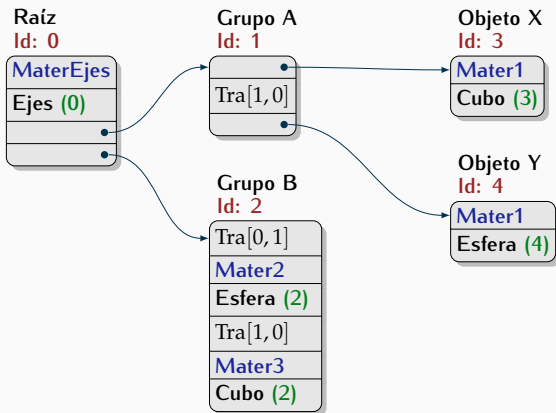 Raíz
Id: 0
MaterEjes
Ejes (0)
Grupo A
Id: 1
Tra[1, 0]
Grupo B
Id: 2
Tra[0, 1]
Mater2
Esfera (2)
Tra[1, 0]
Mater3
Cubo (2)
Objeto X
Id: 3
Mater1
Cubo (3)
Objeto Y
Id: 4
Mater1
Esfera (4)